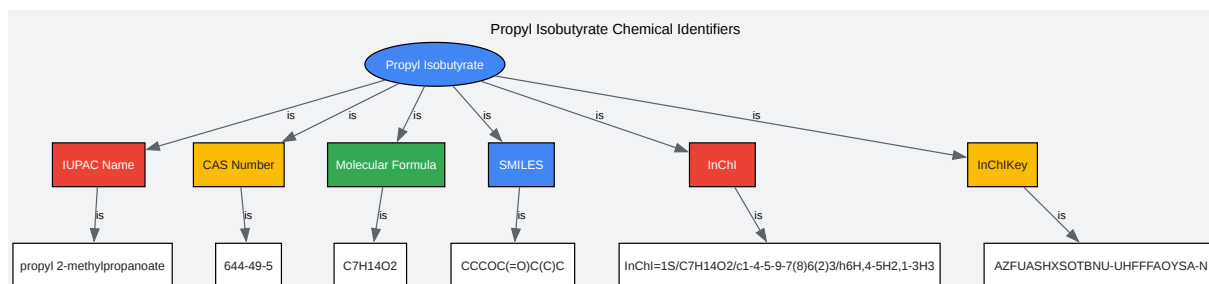 Propyl Isobutyrate Chemical Identifiers
Propyl Isobutyrate
is is is is is is
IUPAC Name CAS Number Molecular Formula SMILES InChI InChIKey
is is is is is is
propyl 2-methylpropanoate 644-49-5 C7H14O2 CCCOC(=O)C(C)C InChI=1S/C7H14O2/c1-4-5-9-7(8)6(2)3/h6H,4-5H2,1-3H3 AZFUASHXSOTBNU-UHFFFAOYSA-N